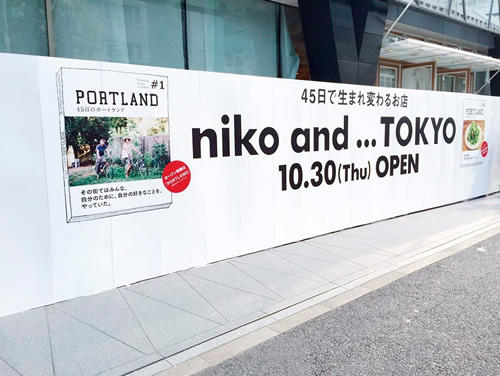 #1
PORTLAND
45日のポートランド
その街ではみんな、
自分のために、自分の好きなことを、
やっていた。
PORTLAND!
45日で生まれ変わるお店
niko and ... TOKYO
10.30(Thu) OPEN
PORTLAND